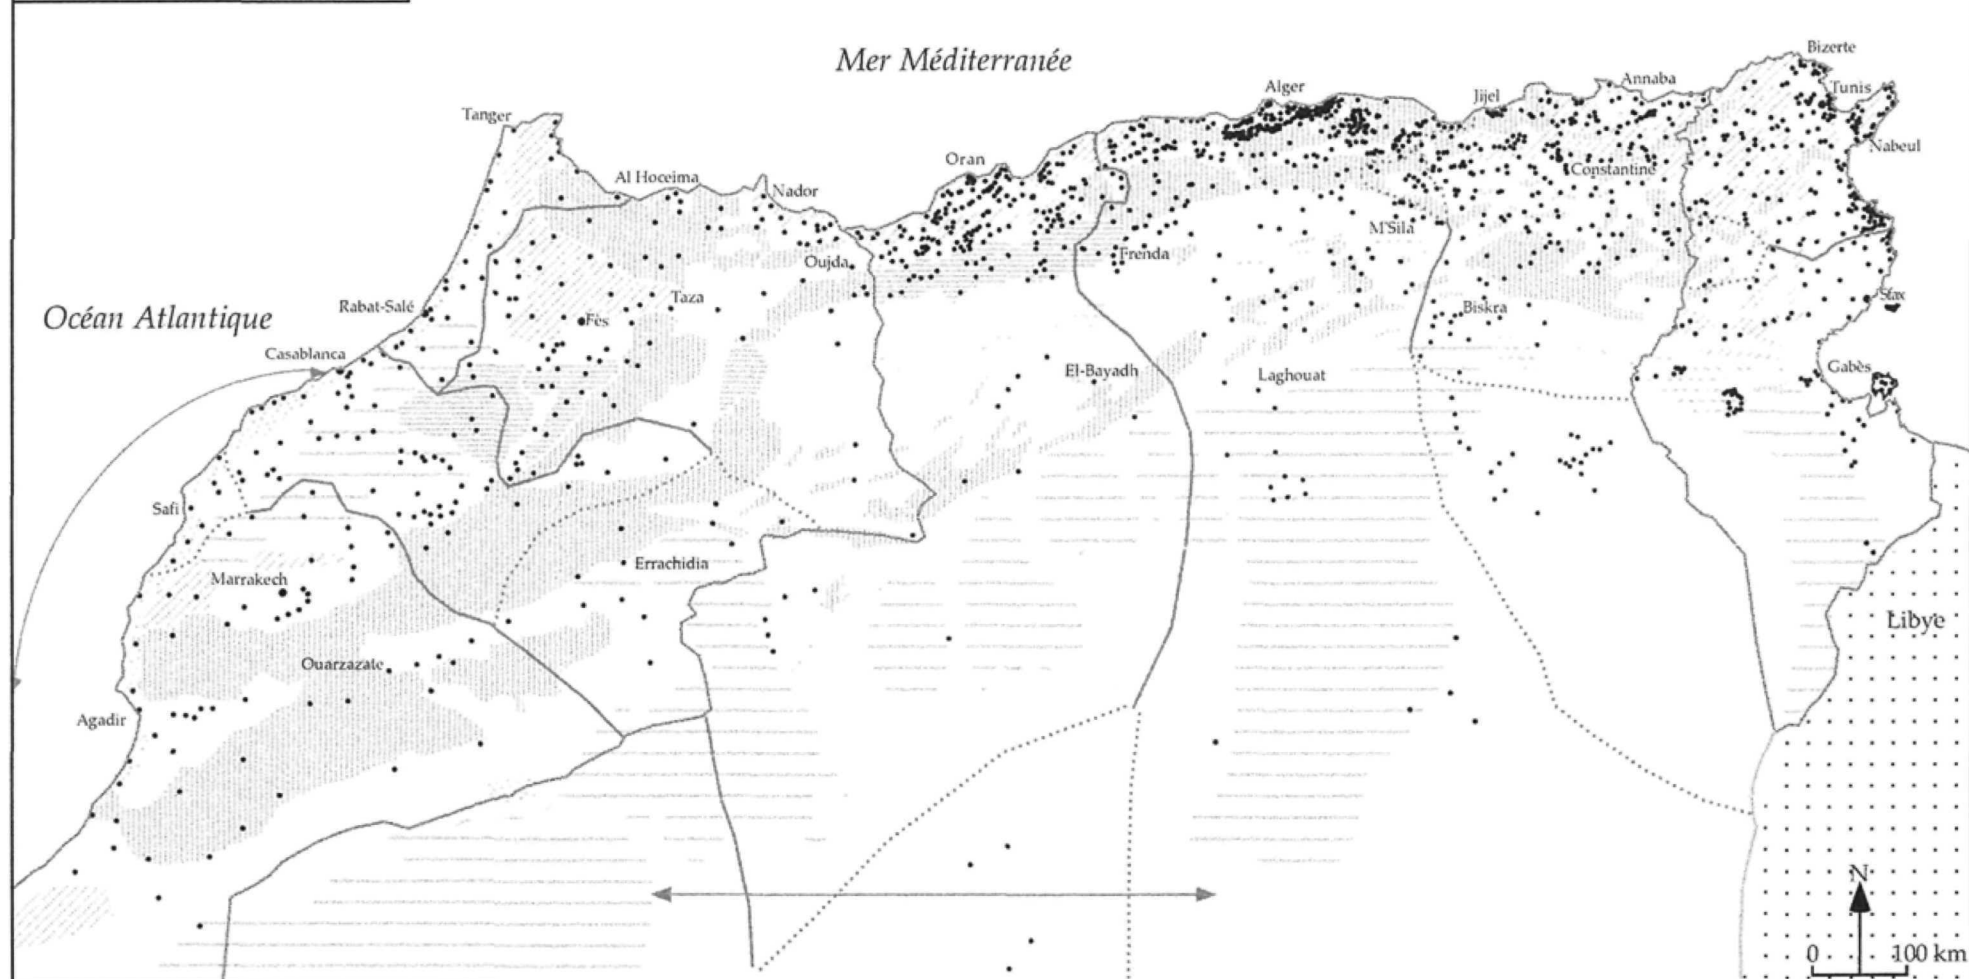 Mer Méditerranée
Océan Atlantique
Bizerte
Tunis
Nabeul
Annaba
Jijel
Alger
Constantine
Oran
Tanger
Al Hoceima
Nador
M'Sila
Frenda
Oujda
Taza
Rabat-Salé
Fès
Biskra
Sfax
Casablanca
El-Bayadh
Laghouat
Gabès
Safi
Errachidia
Marrakech
Libye
Ouarzazate
Agadir
N
0 100 km